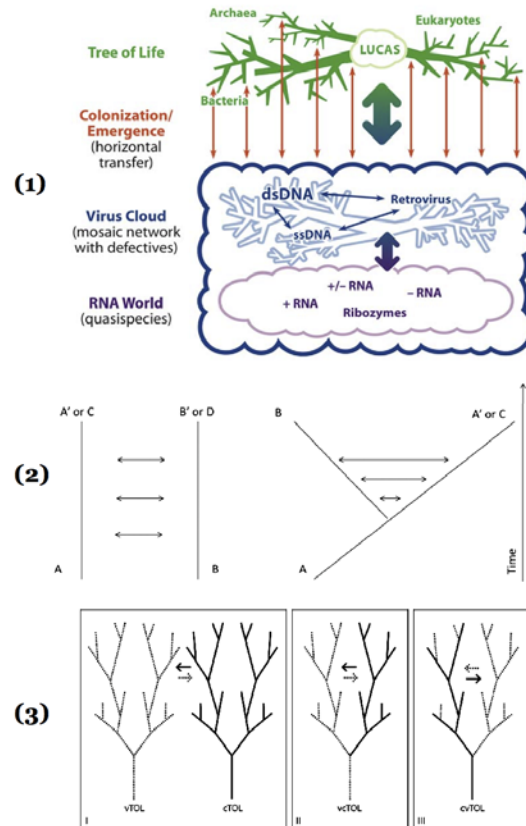 Archaea
Eukaryotes
Tree of Life
LUCAS
Bacteria
Colonization/
Emergence
(horizontal
transfer)
(1)
dsDNA
Retrovirus
Virus Cloud
(mosaic network
with defectives)
ssDNA
RNA World
(quasispecies)
+/− RNA
+ RNA
− RNA
Ribozymes
A' or C
B' or D
B
A' or C
(2)
A
B
A
Time
(3)
vTOL
cTOL
vcTOL
cvTOL
I
II
III